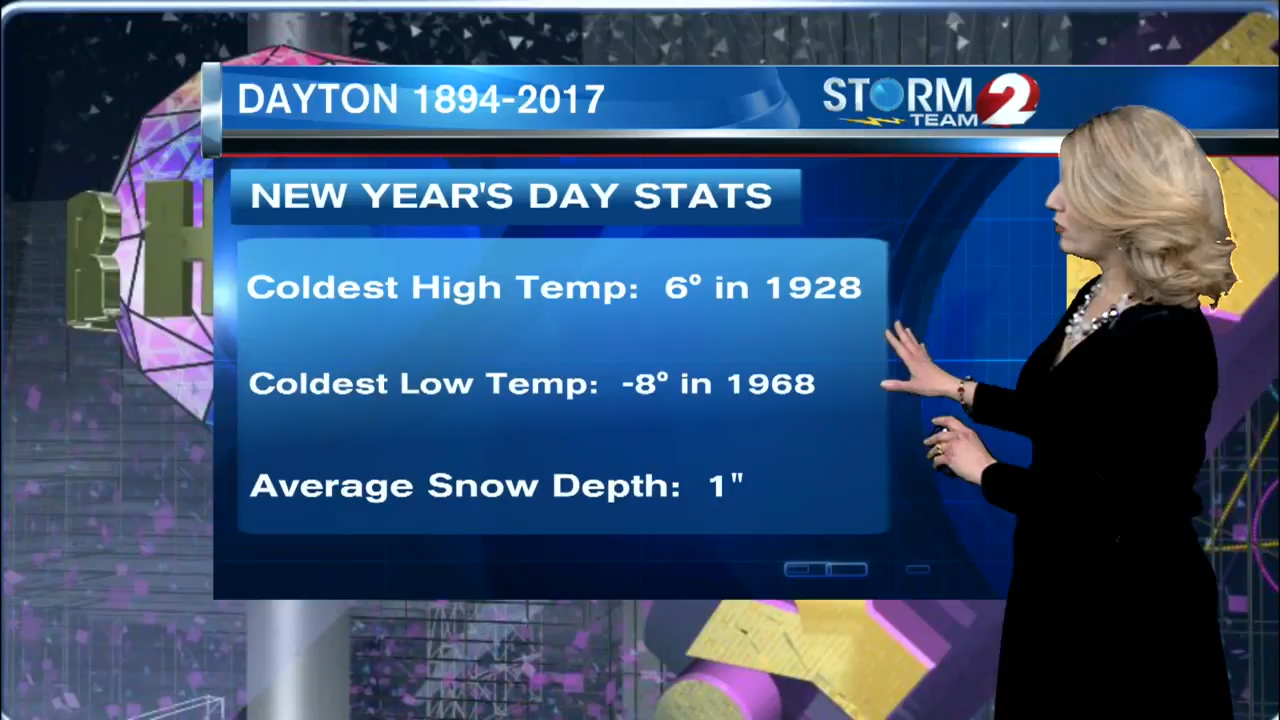 DAYTON 1894-2017
STORM
TEAM
2
NEW YEAR'S DAY STATS
Coldest High Temp: 6° in 1928
Coldest Low Temp: -8° in 1968
Average Snow Depth: 1"
RH